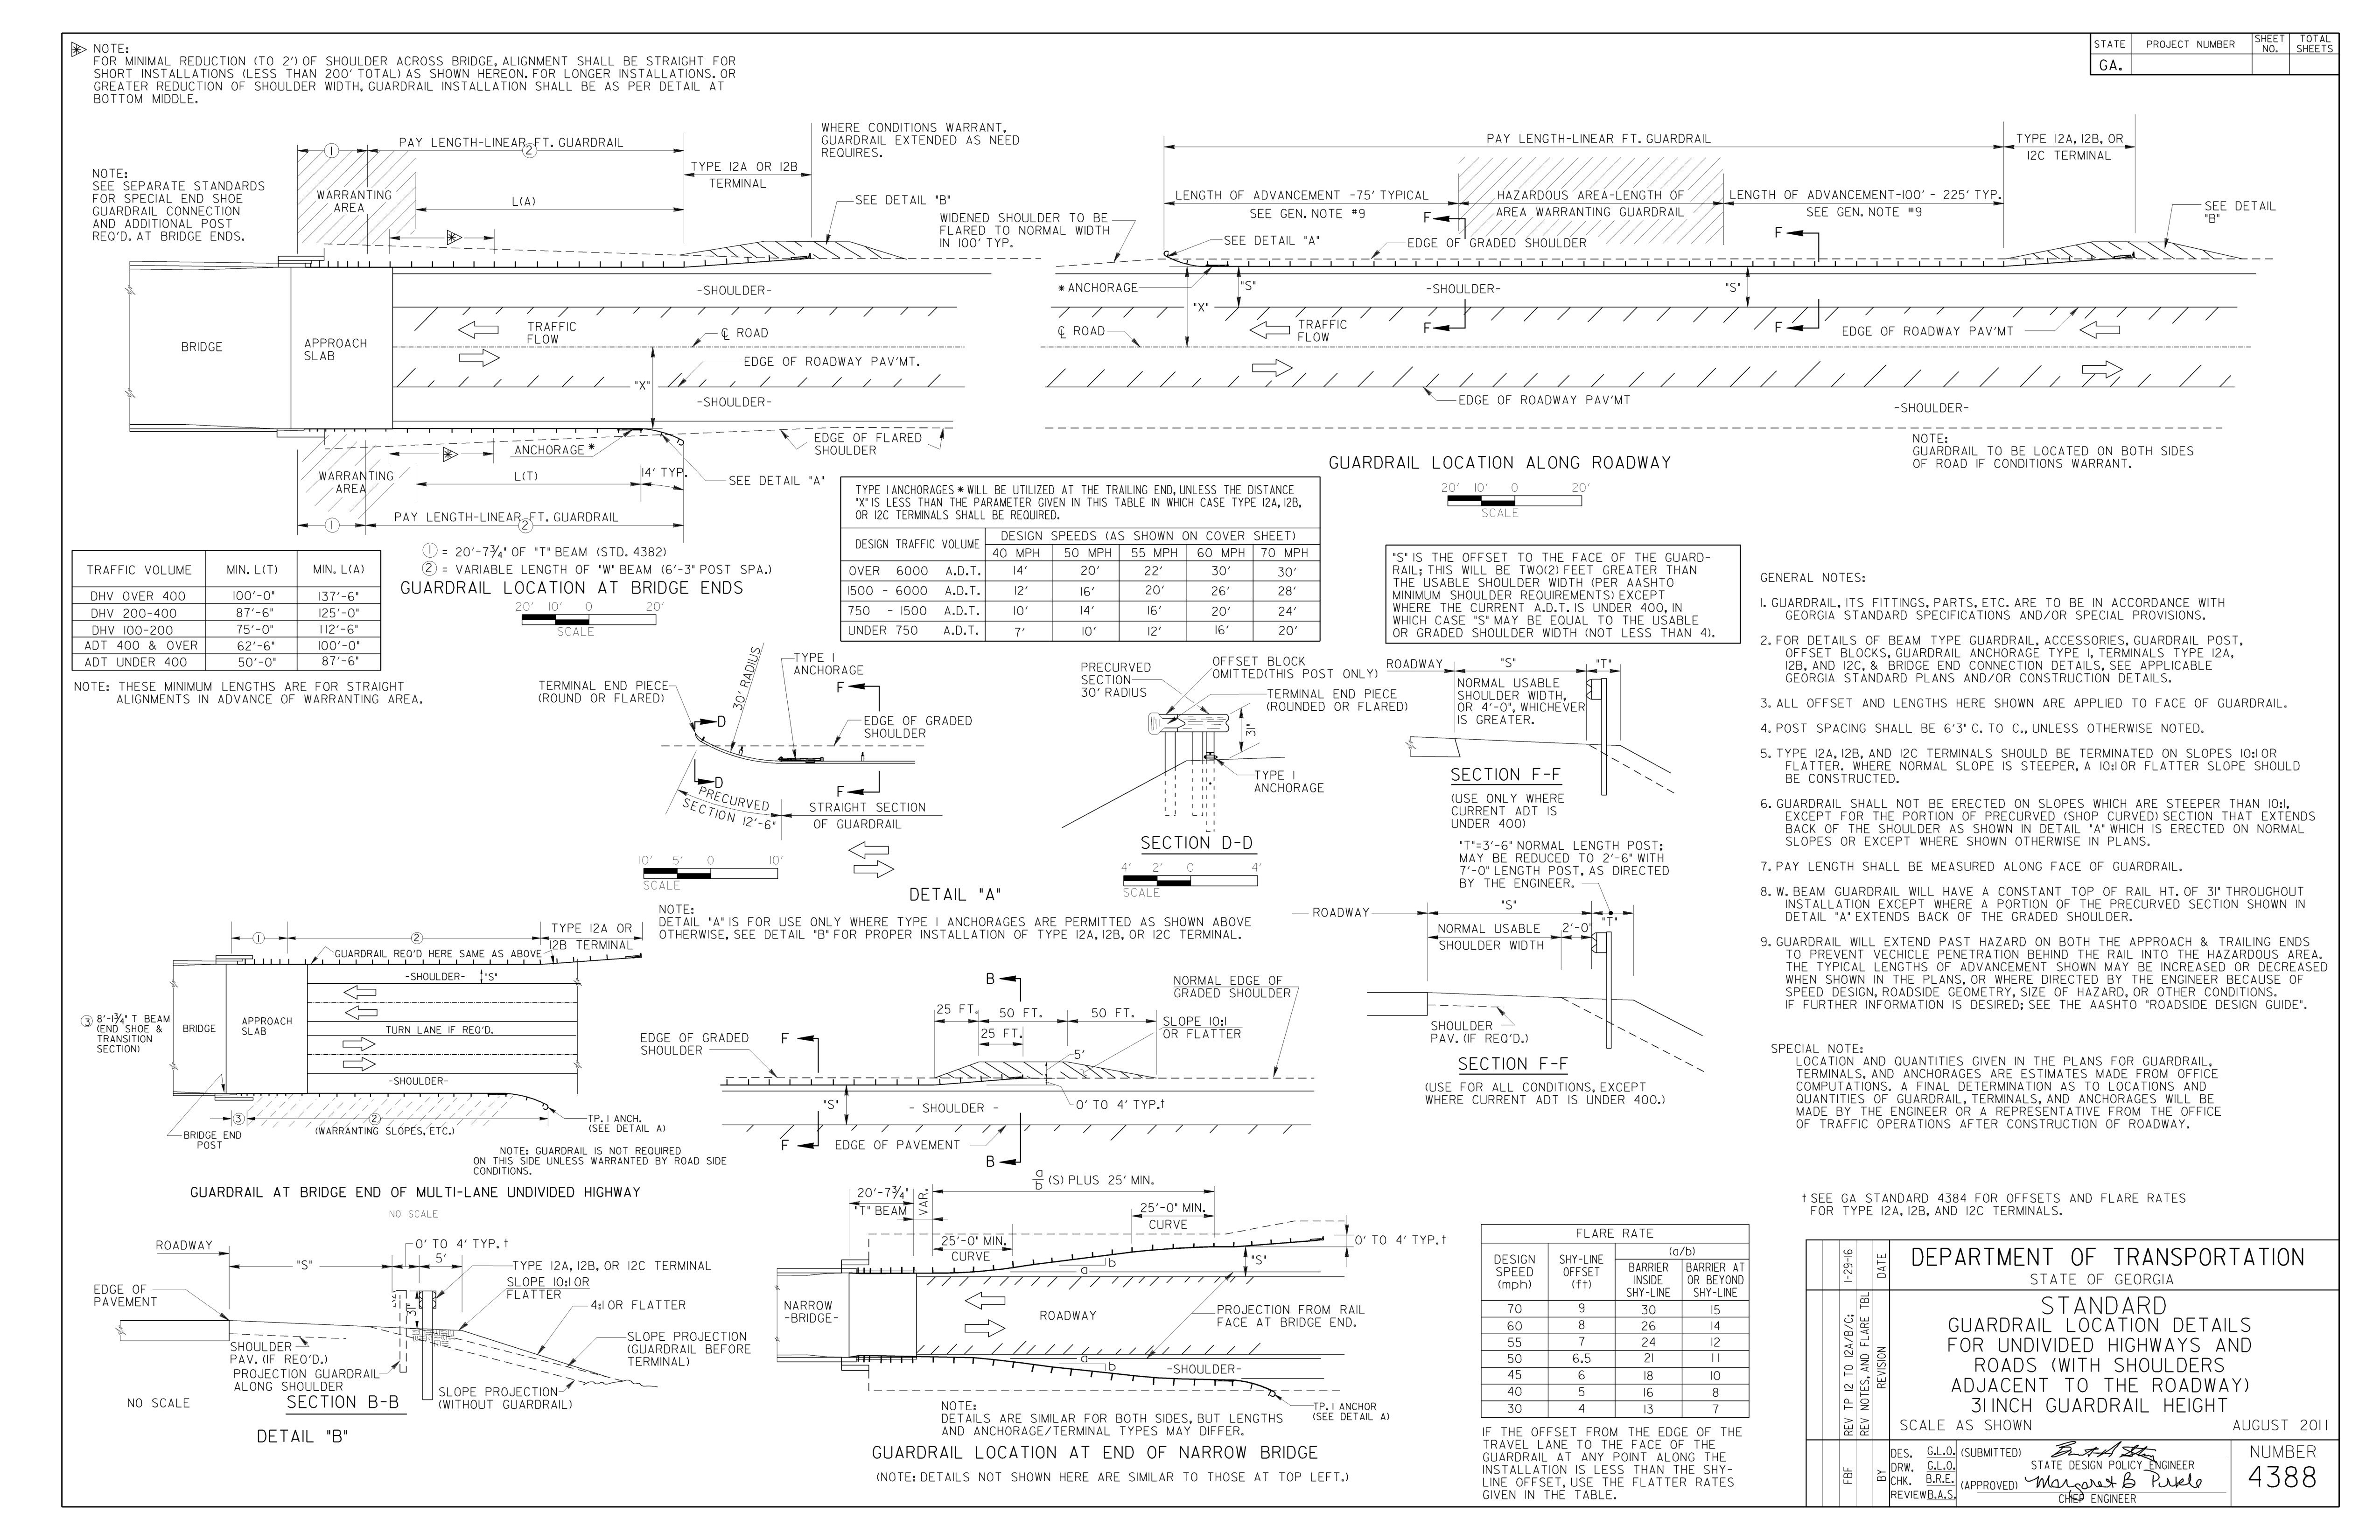 NOTE:
FOR MINIMAL REDUCTION (TO 2') OF SHOULDER ACROSS BRIDGE, ALIGNMENT SHALL BE STRAIGHT FOR
SHORT INSTALLATIONS (LESS THAN 200' TOTAL) AS SHOWN HEREON. FOR LONGER INSTALLATIONS. OR
GREATER REDUCTION OF SHOULDER WIDTH, GUARDRAIL INSTALLATION SHALL BE AS PER DETAIL AT
BOTTOM MIDDLE.
STATE PROJECT NUMBER SHEET NO. TOTAL SHEETS
GA.
NOTE:
SEE SEPARATE STANDARDS
FOR SPECIAL END SHOE
GUARDRAIL CONNECTION
AND ADDITIONAL POST
REQ'D. AT BRIDGE ENDS.
PAY LENGTH-LINEAR FT. GUARDRAIL
1
2
WARRANTING
AREA
L(A)
TYPE 12A OR 12B
TERMINAL
WHERE CONDITIONS WARRANT,
GUARDRAIL EXTENDED AS NEED
REQUIRES.
SEE DETAIL "B"
WIDENED SHOULDER TO BE
FLARED TO NORMAL WIDTH
IN 100' TYP.
-SHOULDER-
TRAFFIC
FLOW
℄ ROAD
BRIDGE
APPROACH
SLAB
EDGE OF ROADWAY PAV'MT.
"X"
-SHOULDER-
EDGE OF FLARED
SHOULDER
ANCHORAGE *
WARRANTING
AREA
L(T)
14' TYP.
SEE DETAIL "A"
PAY LENGTH-LINEAR FT. GUARDRAIL
1
2
1 = 20'-7¾" OF "T" BEAM (STD. 4382)
2 = VARIABLE LENGTH OF "W" BEAM (6'-3" POST SPA.)
GUARDRAIL LOCATION AT BRIDGE ENDS
20' 10' 0 20'
SCALE
PAY LENGTH-LINEAR FT. GUARDRAIL
TYPE 12A, 12B, OR
12C TERMINAL
LENGTH OF ADVANCEMENT -75' TYPICAL
SEE GEN. NOTE #9
HAZARDOUS AREA-LENGTH OF
AREA WARRANTING GUARDRAIL
LENGTH OF ADVANCEMENT-100' - 225' TYP.
SEE GEN. NOTE #9
SEE DETAIL
"B"
F
F
SEE DETAIL "A"
EDGE OF GRADED SHOULDER
* ANCHORAGE
"S"
-SHOULDER-
"S"
"X"
℄ ROAD
TRAFFIC
FLOW
F
F
EDGE OF ROADWAY PAV'MT
EDGE OF ROADWAY PAV'MT
-SHOULDER-
NOTE:
GUARDRAIL TO BE LOCATED ON BOTH SIDES
OF ROAD IF CONDITIONS WARRANT.
GUARDRAIL LOCATION ALONG ROADWAY
20' 10' 0 20'
SCALE
TRAFFIC VOLUME MIN. L(T) MIN. L(A)
DHV OVER 400 100'-0" 137'-6"
DHV 200-400 87'-6" 125'-0"
DHV 100-200 75'-0" 112'-6"
ADT 400 & OVER 62'-6" 100'-0"
ADT UNDER 400 50'-0" 87'-6"
NOTE: THESE MINIMUM LENGTHS ARE FOR STRAIGHT
ALIGNMENTS IN ADVANCE OF WARRANTING AREA.
TYPE 1 ANCHORAGES * WILL BE UTILIZED AT THE TRAILING END, UNLESS THE DISTANCE
"X" IS LESS THAN THE PARAMETER GIVEN IN THIS TABLE IN WHICH CASE TYPE 12A, 12B,
OR 12C TERMINALS SHALL BE REQUIRED.
DESIGN TRAFFIC VOLUME DESIGN SPEEDS (AS SHOWN ON COVER SHEET)
40 MPH 50 MPH 55 MPH 60 MPH 70 MPH
OVER 6000 A.D.T. 14' 20' 22' 30' 30'
1500 - 6000 A.D.T. 12' 16' 20' 26' 28'
750 - 1500 A.D.T. 10' 14' 16' 20' 24'
UNDER 750 A.D.T. 7' 10' 12' 16' 20'
"S" IS THE OFFSET TO THE FACE OF THE GUARD-
RAIL; THIS WILL BE TWO(2) FEET GREATER THAN
THE USABLE SHOULDER WIDTH (PER AASHTO
MINIMUM SHOULDER REQUIREMENTS) EXCEPT
WHERE THE CURRENT A.D.T. IS UNDER 400, IN
WHICH CASE "S" MAY BE EQUAL TO THE USABLE
OR GRADED SHOULDER WIDTH (NOT LESS THAN 4).
GENERAL NOTES:
1. GUARDRAIL, ITS FITTINGS, PARTS, ETC. ARE TO BE IN ACCORDANCE WITH
GEORGIA STANDARD SPECIFICATIONS AND/OR SPECIAL PROVISIONS.
2. FOR DETAILS OF BEAM TYPE GUARDRAIL, ACCESSORIES, GUARDRAIL POST,
OFFSET BLOCKS, GUARDRAIL ANCHORAGE TYPE 1, TERMINALS TYPE 12A,
12B, AND 12C, & BRIDGE END CONNECTION DETAILS, SEE APPLICABLE
GEORGIA STANDARD PLANS AND/OR CONSTRUCTION DETAILS.
3. ALL OFFSET AND LENGTHS HERE SHOWN ARE APPLIED TO FACE OF GUARDRAIL.
4. POST SPACING SHALL BE 6'3" C. TO C., UNLESS OTHERWISE NOTED.
5. TYPE 12A, 12B, AND 12C TERMINALS SHOULD BE TERMINATED ON SLOPES 10:1 OR
FLATTER. WHERE NORMAL SLOPE IS STEEPER, A 10:1 OR FLATTER SLOPE SHOULD
BE CONSTRUCTED.
6. GUARDRAIL SHALL NOT BE ERECTED ON SLOPES WHICH ARE STEEPER THAN 10:1,
EXCEPT FOR THE PORTION OF PRECURVED (SHOP CURVED) SECTION THAT EXTENDS
BACK OF THE SHOULDER AS SHOWN IN DETAIL "A" WHICH IS ERECTED ON NORMAL
SLOPES OR EXCEPT WHERE SHOWN OTHERWISE IN PLANS.
7. PAY LENGTH SHALL BE MEASURED ALONG FACE OF GUARDRAIL.
8. W. BEAM GUARDRAIL WILL HAVE A CONSTANT TOP OF RAIL HT. OF 31" THROUGHOUT
INSTALLATION EXCEPT WHERE A PORTION OF THE PRECURVED SECTION SHOWN IN
DETAIL "A" EXTENDS BACK OF THE GRADED SHOULDER.
9. GUARDRAIL WILL EXTEND PAST HAZARD ON BOTH THE APPROACH & TRAILING ENDS
TO PREVENT VECHICLE PENETRATION BEHIND THE RAIL INTO THE HAZARDOUS AREA.
THE TYPICAL LENGTHS OF ADVANCEMENT SHOWN MAY BE INCREASED OR DECREASED
WHEN SHOWN IN THE PLANS, OR WHERE DIRECTED BY THE ENGINEER BECAUSE OF
SPEED DESIGN, ROADSIDE GEOMETRY, SIZE OF HAZARD, OR OTHER CONDITIONS.
IF FURTHER INFORMATION IS DESIRED; SEE THE AASHTO "ROADSIDE DESIGN GUIDE".
SPECIAL NOTE:
LOCATION AND QUANTITIES GIVEN IN THE PLANS FOR GUARDRAIL,
TERMINALS, AND ANCHORAGES ARE ESTIMATES MADE FROM OFFICE
COMPUTATIONS. A FINAL DETERMINATION AS TO LOCATIONS AND
QUANTITIES OF GUARDRAIL, TERMINALS, AND ANCHORAGES WILL BE
MADE BY THE ENGINEER OR A REPRESENTATIVE FROM THE OFFICE
OF TRAFFIC OPERATIONS AFTER CONSTRUCTION OF ROADWAY.
† SEE GA STANDARD 4384 FOR OFFSETS AND FLARE RATES
FOR TYPE 12A, 12B, AND 12C TERMINALS.
TERMINAL END PIECE
(ROUND OR FLARED)
30' RADIUS
TYPE 1
ANCHORAGE
F
D
EDGE OF GRADED
SHOULDER
D
F
PRECURVED
SECTION 12'-6"
STRAIGHT SECTION
OF GUARDRAIL
10' 5' 0 10'
SCALE
DETAIL "A"
NOTE:
DETAIL "A" IS FOR USE ONLY WHERE TYPE 1 ANCHORAGES ARE PERMITTED AS SHOWN ABOVE
OTHERWISE, SEE DETAIL "B" FOR PROPER INSTALLATION OF TYPE 12A, 12B, OR 12C TERMINAL.
PRECURVED
SECTION
30' RADIUS
OFFSET BLOCK
OMITTED(THIS POST ONLY)
TERMINAL END PIECE
(ROUNDED OR FLARED)
31"
TYPE 1
ANCHORAGE
SECTION D-D
4' 2' 0 4'
SCALE
ROADWAY
"S"
"T"
NORMAL USABLE
SHOULDER WIDTH,
OR 4'-0", WHICHEVER
IS GREATER.
SECTION F-F
(USE ONLY WHERE
CURRENT ADT IS
UNDER 400)
"T"=3'-6" NORMAL LENGTH POST;
MAY BE REDUCED TO 2'-6" WITH
7'-0" LENGTH POST, AS DIRECTED
BY THE ENGINEER.
ROADWAY
"S"
"T"
NORMAL USABLE
SHOULDER WIDTH
2'-0"
SHOULDER
PAV. (IF REQ'D.)
SECTION F-F
(USE FOR ALL CONDITIONS, EXCEPT
WHERE CURRENT ADT IS UNDER 400.)
1
2
TYPE 12A OR
12B TERMINAL
GUARDRAIL REQ'D HERE SAME AS ABOVE
-SHOULDER-
"S"
3 8'-1¾" T BEAM
(END SHOE &
TRANSITION
SECTION)
BRIDGE
APPROACH
SLAB
TURN LANE IF REQ'D.
-SHOULDER-
3
2
(WARRANTING SLOPES, ETC.)
BRIDGE END
POST
TP. 1 ANCH.
(SEE DETAIL A)
NOTE: GUARDRAIL IS NOT REQUIRED
ON THIS SIDE UNLESS WARRANTED BY ROAD SIDE
CONDITIONS.
GUARDRAIL AT BRIDGE END OF MULTI-LANE UNDIVIDED HIGHWAY
NO SCALE
B
NORMAL EDGE OF
GRADED SHOULDER
25 FT. 50 FT. 50 FT.
25 FT.
SLOPE 10:1
OR FLATTER
EDGE OF GRADED
SHOULDER
F
5'
"S"
- SHOULDER -
0' TO 4' TYP.†
F
EDGE OF PAVEMENT
B
ROADWAY
"S"
0' TO 4' TYP.†
5'
TYPE 12A, 12B, OR 12C TERMINAL
SLOPE 10:1 OR
FLATTER
4:1 OR FLATTER
EDGE OF
PAVEMENT
31"
SHOULDER
PAV. (IF REQ'D.)
PROJECTION GUARDRAIL
ALONG SHOULDER
SLOPE PROJECTION
(GUARDRAIL BEFORE
TERMINAL)
SLOPE PROJECTION
(WITHOUT GUARDRAIL)
NO SCALE
SECTION B-B
DETAIL "B"
a/b (S) PLUS 25' MIN.
20'-7¾"
"T" BEAM
VAR.
25'-0" MIN.
CURVE
25'-0" MIN.
CURVE
0' TO 4' TYP.†
"S"
b
a
NARROW
-BRIDGE-
ROADWAY
PROJECTION FROM RAIL
FACE AT BRIDGE END.
a
b
-SHOULDER-
TP. 1 ANCHOR
(SEE DETAIL A)
NOTE:
DETAILS ARE SIMILAR FOR BOTH SIDES, BUT LENGTHS
AND ANCHORAGE/TERMINAL TYPES MAY DIFFER.
GUARDRAIL LOCATION AT END OF NARROW BRIDGE
(NOTE: DETAILS NOT SHOWN HERE ARE SIMILAR TO THOSE AT TOP LEFT.)
FLARE RATE
DESIGN SPEED (mph) SHY-LINE OFFSET (ft) (a/b)
BARRIER INSIDE SHY-LINE BARRIER AT OR BEYOND SHY-LINE
70 9 30 15
60 8 26 14
55 7 24 12
50 6.5 21 11
45 6 18 10
40 5 16 8
30 4 13 7
IF THE OFFSET FROM THE EDGE OF THE
TRAVEL LANE TO THE FACE OF THE
GUARDRAIL AT ANY POINT ALONG THE
INSTALLATION IS LESS THAN THE SHY-
LINE OFFSET, USE THE FLATTER RATES
GIVEN IN THE TABLE.
1-29-16 DATE
REV TP 12 TO 12A/B/C;
REV NOTES, AND FLARE TBL
REVISION
FBF BY
DEPARTMENT OF TRANSPORTATION
STATE OF GEORGIA
STANDARD
GUARDRAIL LOCATION DETAILS
FOR UNDIVIDED HIGHWAYS AND
ROADS (WITH SHOULDERS
ADJACENT TO THE ROADWAY)
31 INCH GUARDRAIL HEIGHT
SCALE AS SHOWN AUGUST 2011
DES. G.L.O.
DRW. G.L.O.
CHK. B.R.E.
REVIEW B.A.S.
(SUBMITTED)
STATE DESIGN POLICY ENGINEER
(APPROVED) Margaret B Pirkle
CHIEF ENGINEER
NUMBER
4388